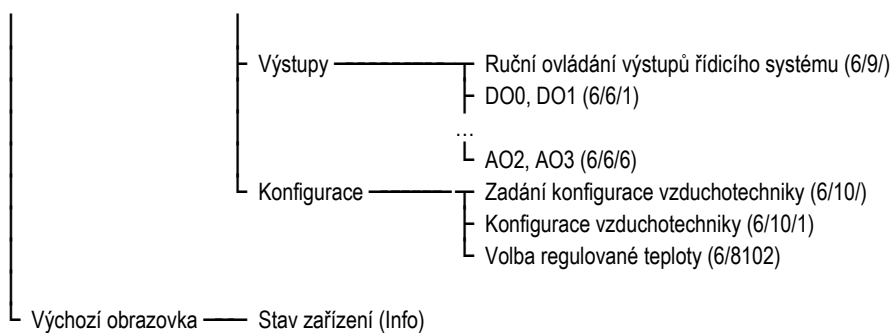 Výstupy Ruční ovládání výstupů řídicího systému (6/9/)
DO0, DO1 (6/6/1)
...
AO2, AO3 (6/6/6)
Konfigurace Zadání konfigurace vzduchotechniky (6/10/)
Konfigurace vzduchotechniky (6/10/1)
Volba regulované teploty (6/8102)
Výchozí obrazovka Stav zařízení (Info)